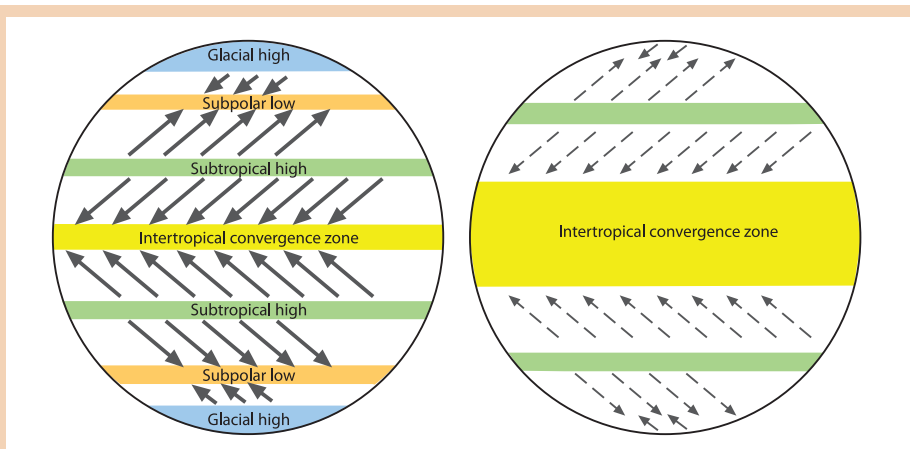 Glacial high
Subpolar low
Subtropical high
Intertropical convergence zone
Subtropical high
Subpolar low
Glacial high
Intertropical convergence zone